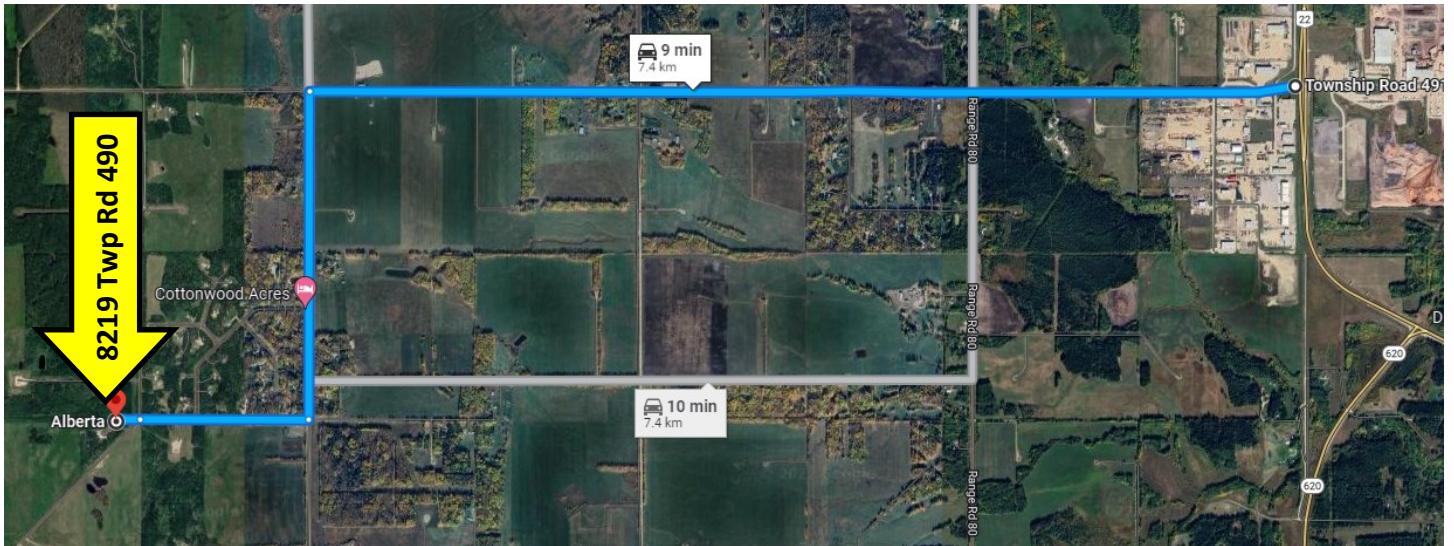 22
9 min
7.4 km
Township Road 491
Range Rd 80
8219 Twp Rd 490
Cottonwood Acres
Range Rd 80
D
620
10 min
7.4 km
Alberta
Range Rd 80
620